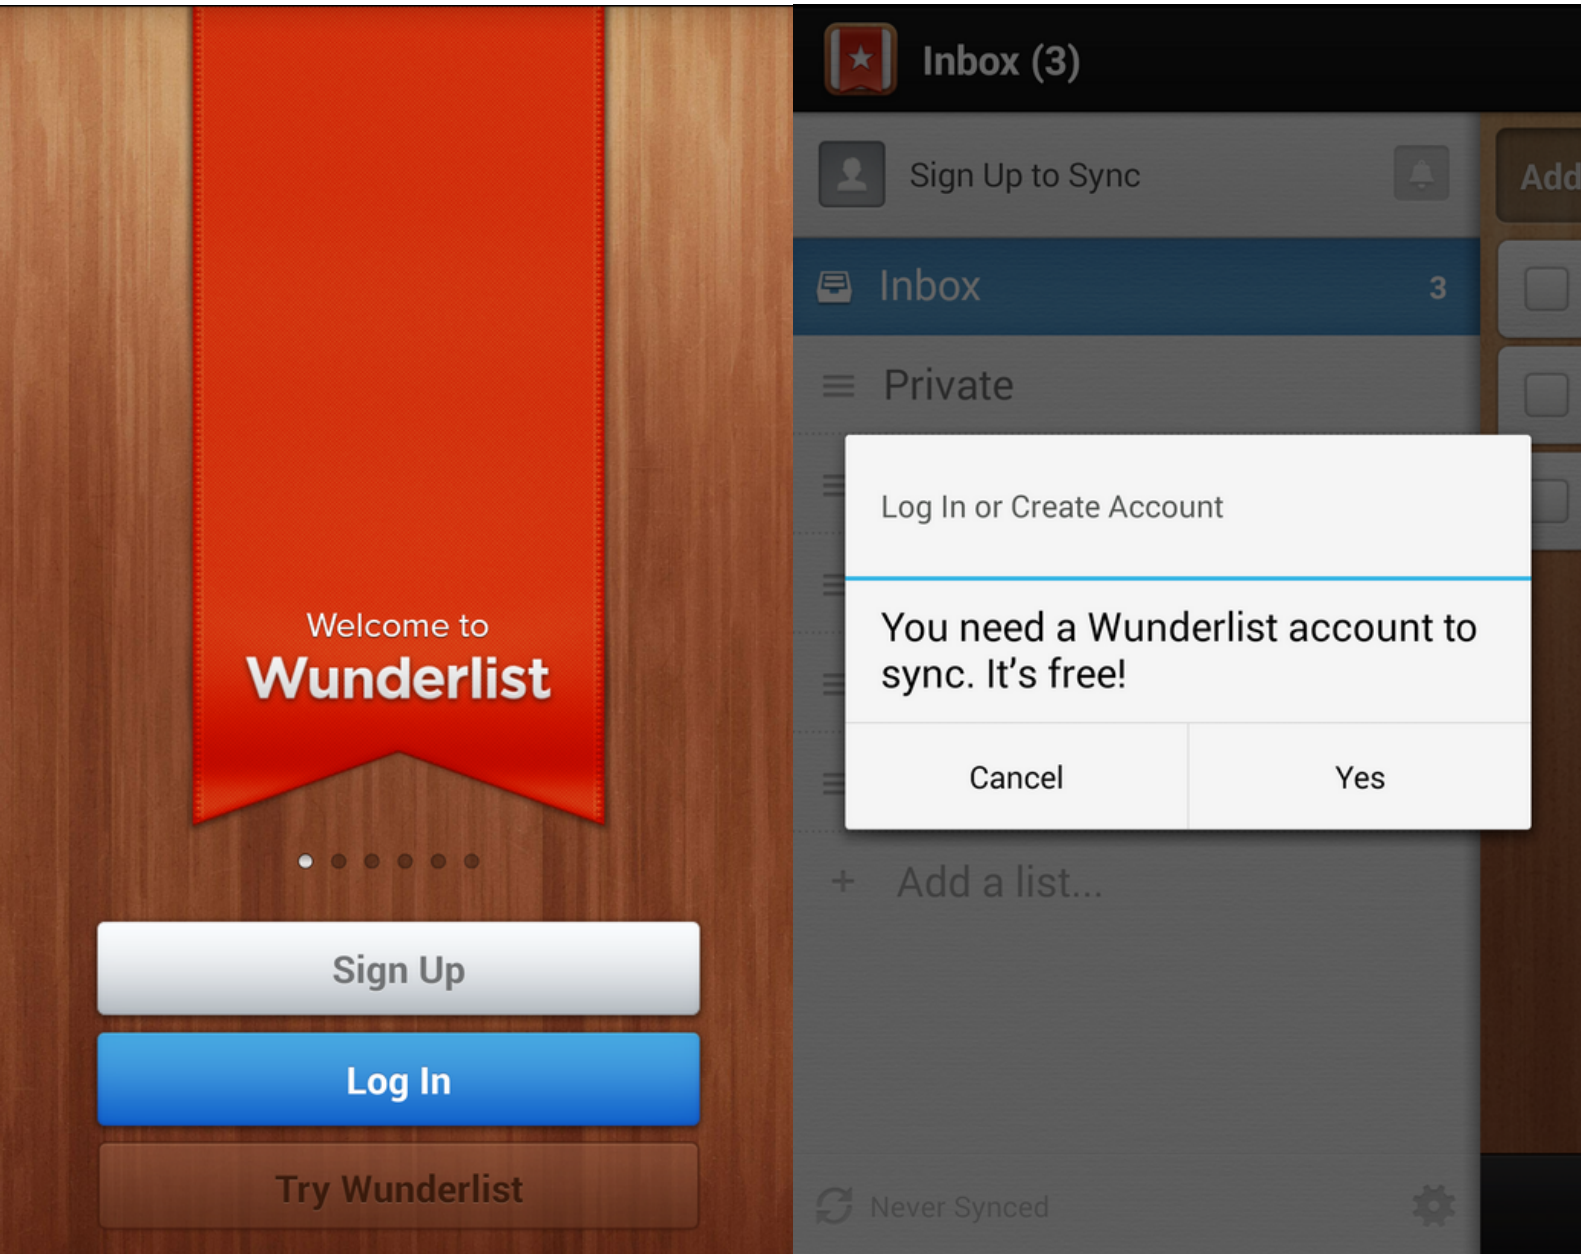 Welcome to
Wunderlist
Sign Up
Log In
Try Wunderlist
Inbox (3)
Sign Up to Sync
Add
Inbox
3
Private
Log In or Create Account
You need a Wunderlist account to
sync. It's free!
Cancel
Yes
+ Add a list...
Never Synced